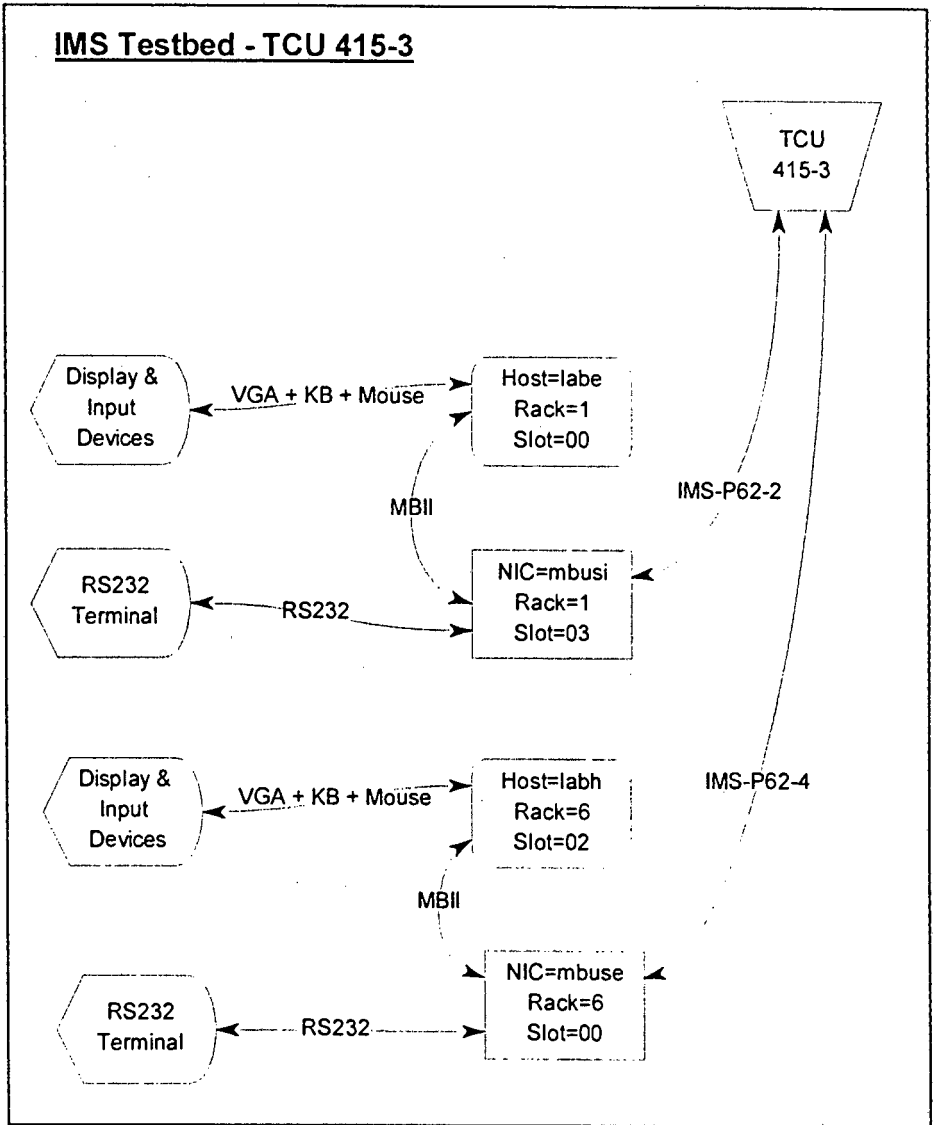 IMS Testbed - TCU 415-3
TCU
415-3
Display &
Input
Devices
VGA + KB + Mouse
Host=labe
Rack=1
Slot=00
MBII
IMS-P62-2
RS232
Terminal
RS232
NIC=mbusi
Rack=1
Slot=03
Display &
Input
Devices
VGA + KB + Mouse
Host=labh
Rack=6
Slot=02
IMS-P62-4
MBII
RS232
Terminal
RS232
NIC=mbuse
Rack=6
Slot=00